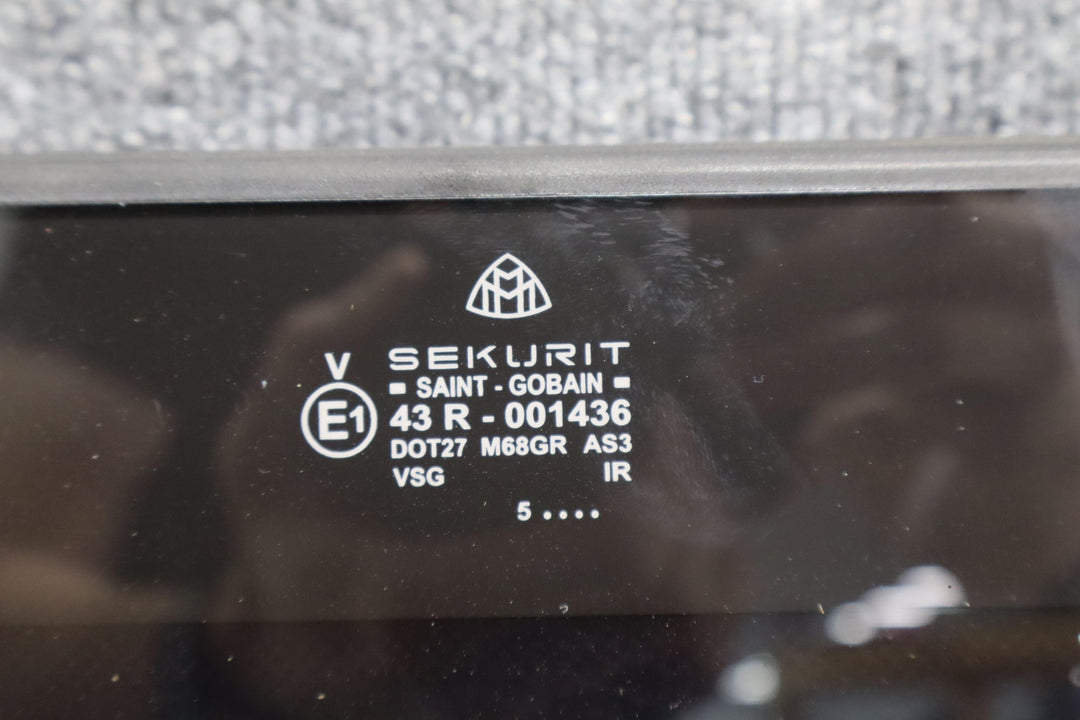 V
E1
SEKURIT
SAINT - GOBAIN
43 R - 001436
DOT27 M68GR AS3
VSG IR
5 ....